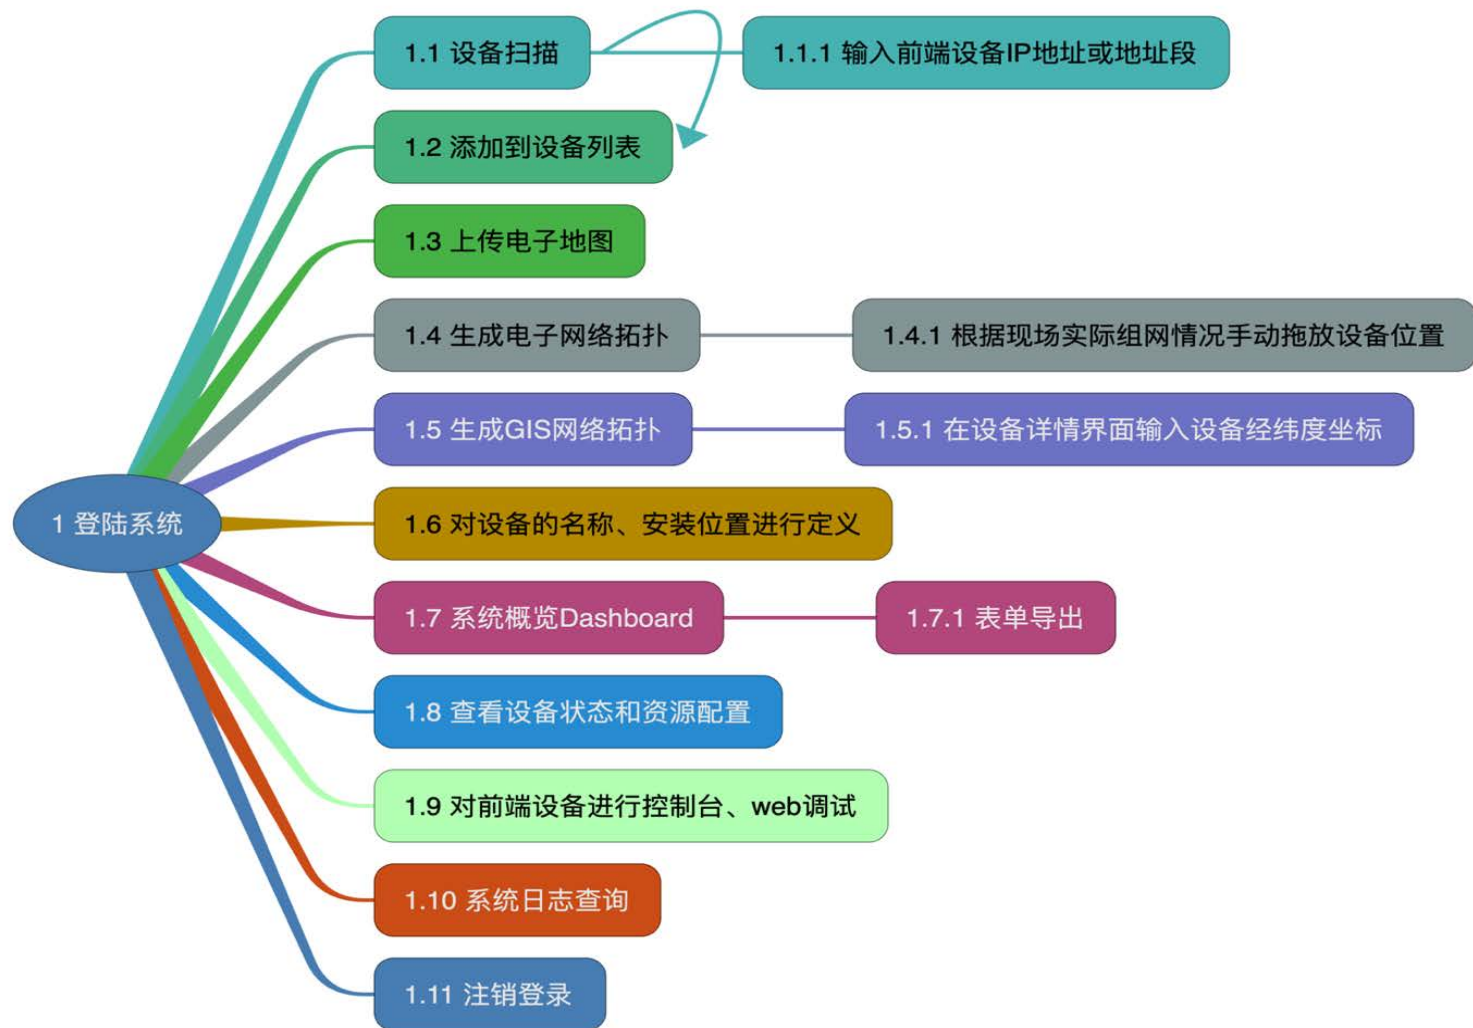 1.1 设备扫描
1.1.1 输入前端设备IP地址或地址段
1.2 添加到设备列表
1.3 上传电子地图
1.4 生成电子网络拓扑
1.4.1 根据现场实际组网情况手动拖放设备位置
1.5 生成GIS网络拓扑
1.5.1 在设备详情界面输入设备经纬度坐标
1 登陆系统
1.6 对设备的名称、安装位置进行定义
1.7 系统概览Dashboard
1.7.1 表单导出
1.8 查看设备状态和资源配置
1.9 对前端设备进行控制台、web调试
1.10 系统日志查询
1.11 注销登录